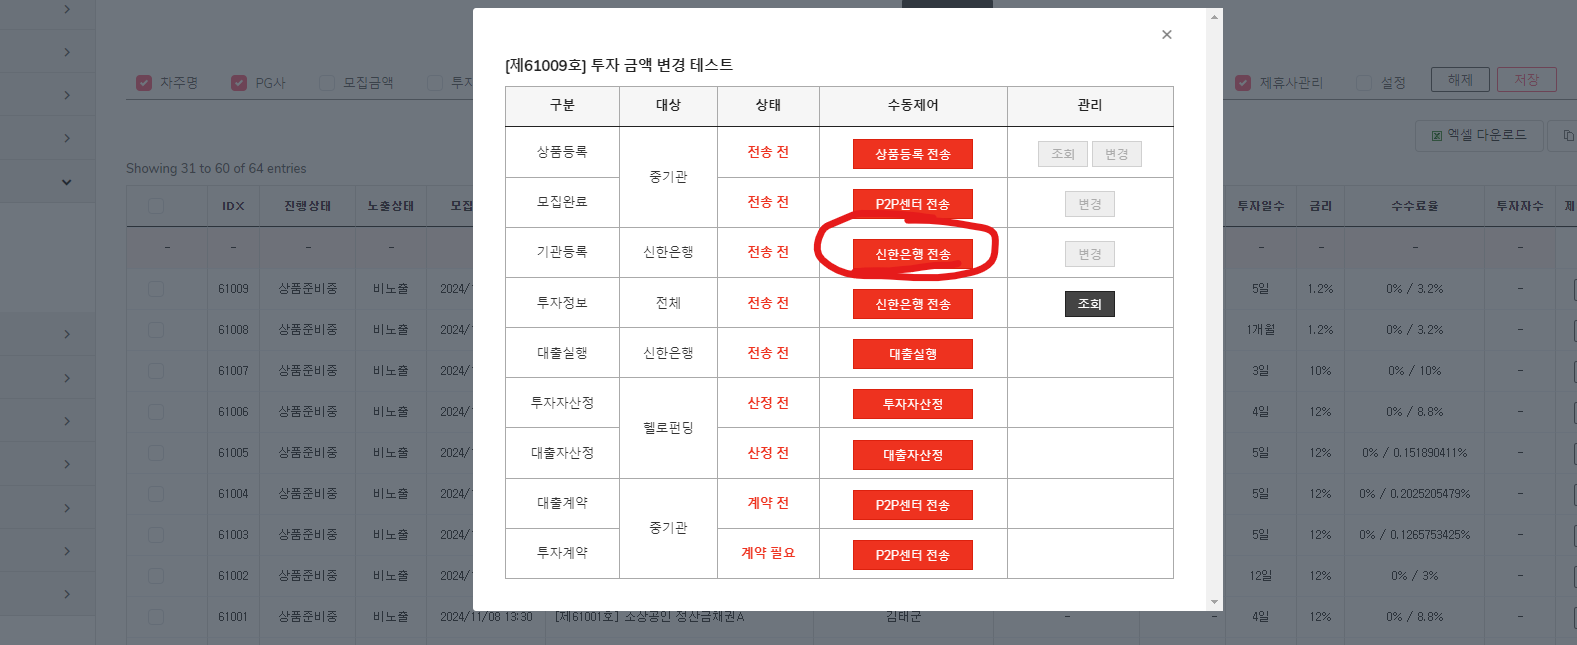 ×
[제61009호] 투자 금액 변경 테스트
구분 대상 상태 수동제어 관리
상품등록 중기관 전송 전 상품등록 전송 조회 변경
모집완료 전송 전 P2P센터 전송 변경
기관등록 신한은행 전송 전 신한은행 전송 변경
투자정보 전체 전송 전 신한은행 전송 조회
대출실행 신한은행 전송 전 대출실행
투자자산정 헬로펀딩 산정 전 투자자산정
대출자산정 산정 전 대출자산정
대출계약 중기관 계약 전 P2P센터 전송
투자계약 계약 필요 P2P센터 전송
차주명 PG사 모집금액 제휴사관리 설정 해제 저장
엑셀 다운로드
Showing 31 to 60 of 64 entries
IDX 진행상태 노출상태 모집 투자일수 금리 수수료율 투자자수
- - - - - - - -
61009 상품준비중 비노출 2024/ 5일 1.2% 0% / 3.2% -
61008 상품준비중 비노출 2024/ 1개월 1.2% 0% / 3.2% -
61007 상품준비중 비노출 2024/ 3일 10% 0% / 10% -
61006 상품준비중 비노출 2024/ 4일 12% 0% / 8.8% -
61005 상품준비중 비노출 2024/ 5일 12% 0% / 0.151890411% -
61004 상품준비중 비노출 2024/ 5일 12% 0% / 0.2025205479% -
61003 상품준비중 비노출 2024/ 5일 12% 0% / 0.1265753425% -
61002 상품준비중 비노출 2024/ 12일 12% 0% / 3% -
61001 상품준비중 비노출 2024/11/08 13:30 [제61001호] 소상공인 정산금채권A 김태군 - - 4일 12% 0% / 8.8% -